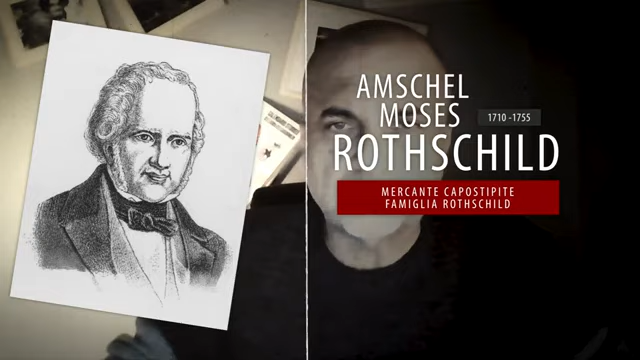 AMSCHEL
MOSES
1710 -1755
ROTHSCHILD
MERCANTE CAPOSTIPITE
FAMIGLIA ROTHSCHILD